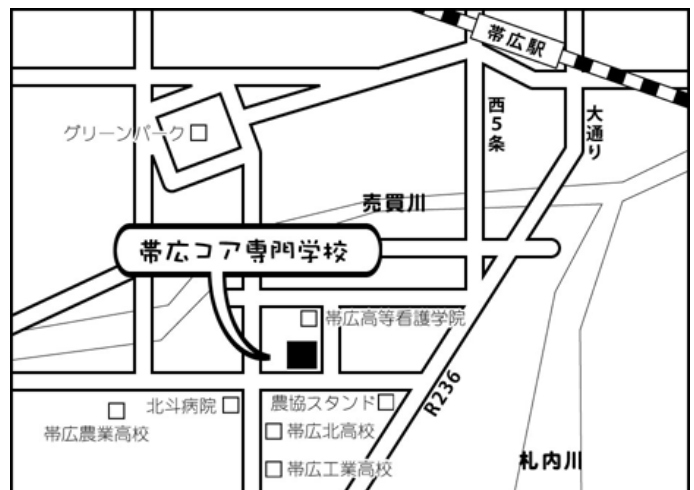 帯広駅
西5条
大通り
グリーンパーク
売買川
帯広コア専門学校
帯広高等看護学院
R236
北斗病院
農協スタンド
帯広農業高校
帯広北高校
帯広工業高校
札内川